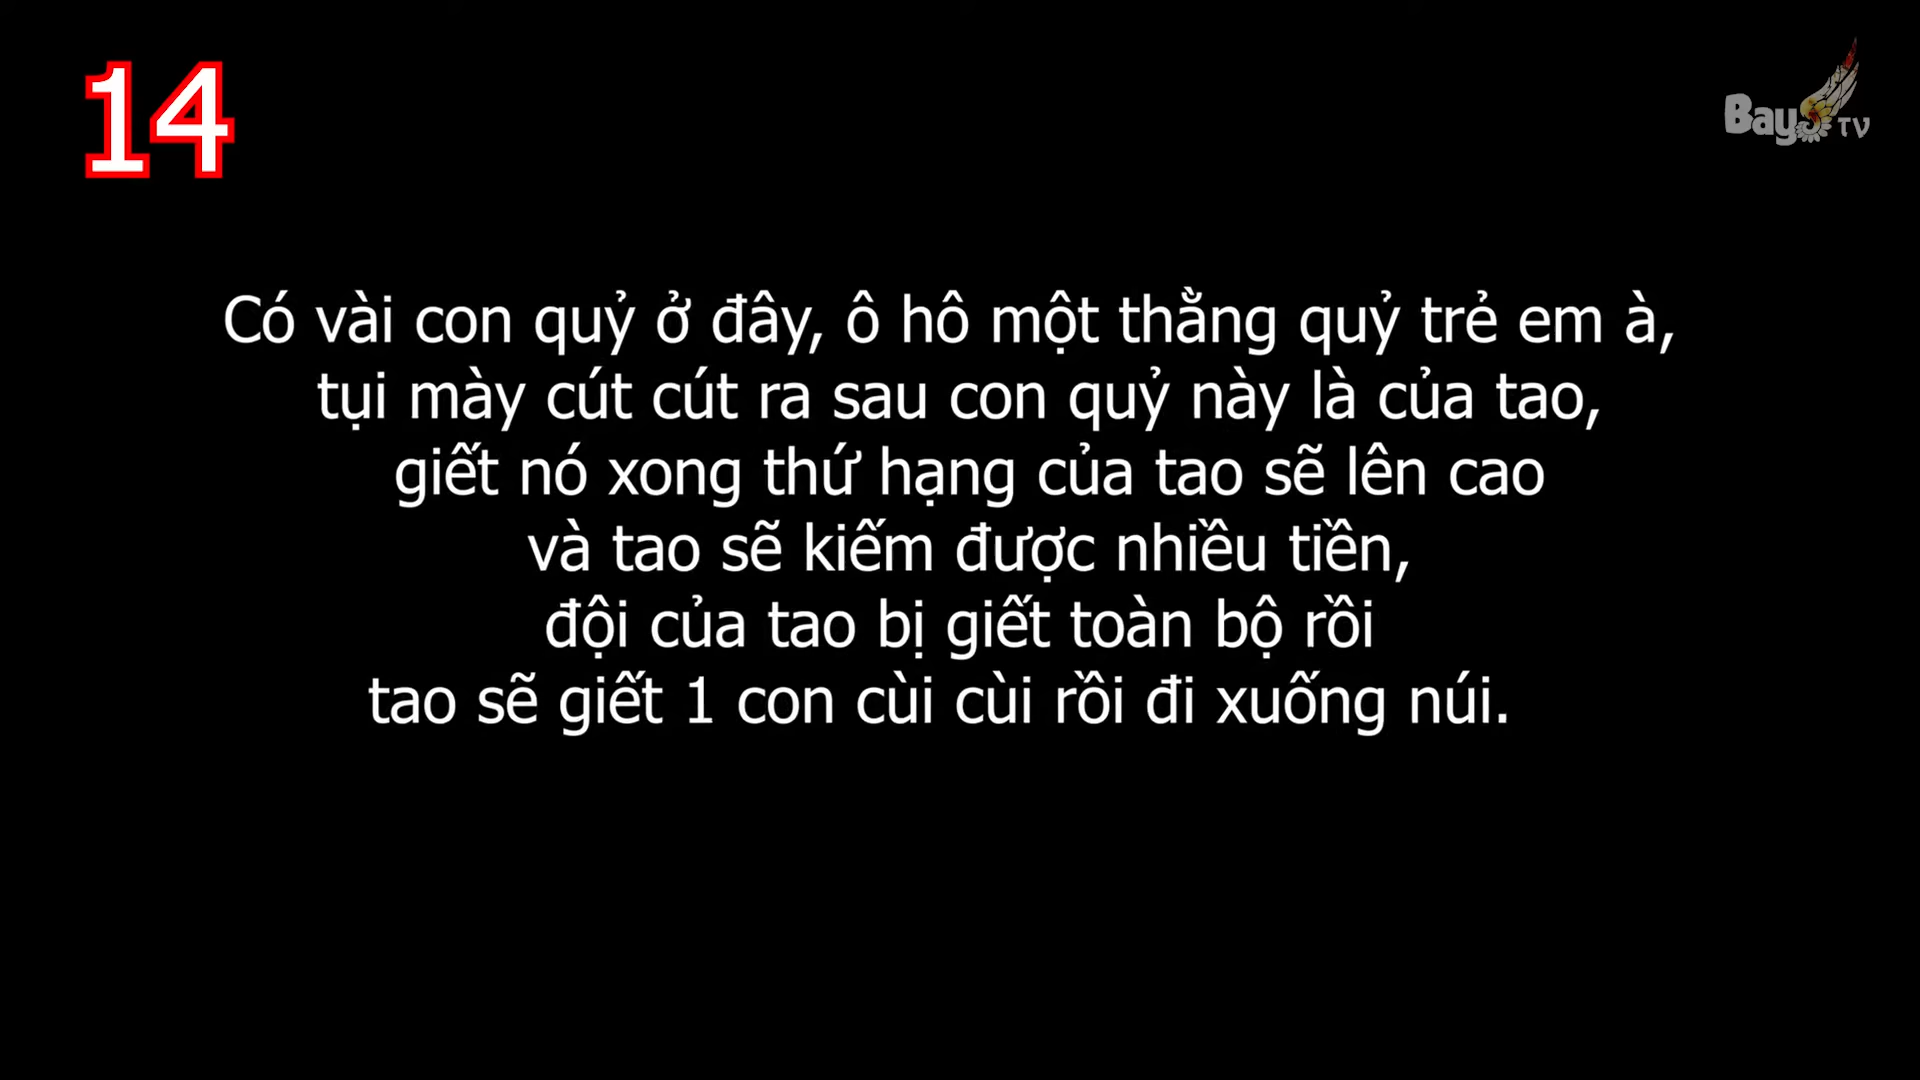 14
Bay TV
Có vài con quỷ ở đây, ô hô một thằng quỷ trẻ em à,
tụi mày cút cút ra sau con quỷ này là của tao,
giết nó xong thứ hạng của tao sẽ lên cao
và tao sẽ kiếm được nhiều tiền,
đội của tao bị giết toàn bộ rồi
tao sẽ giết 1 con cùi cùi rồi đi xuống núi.